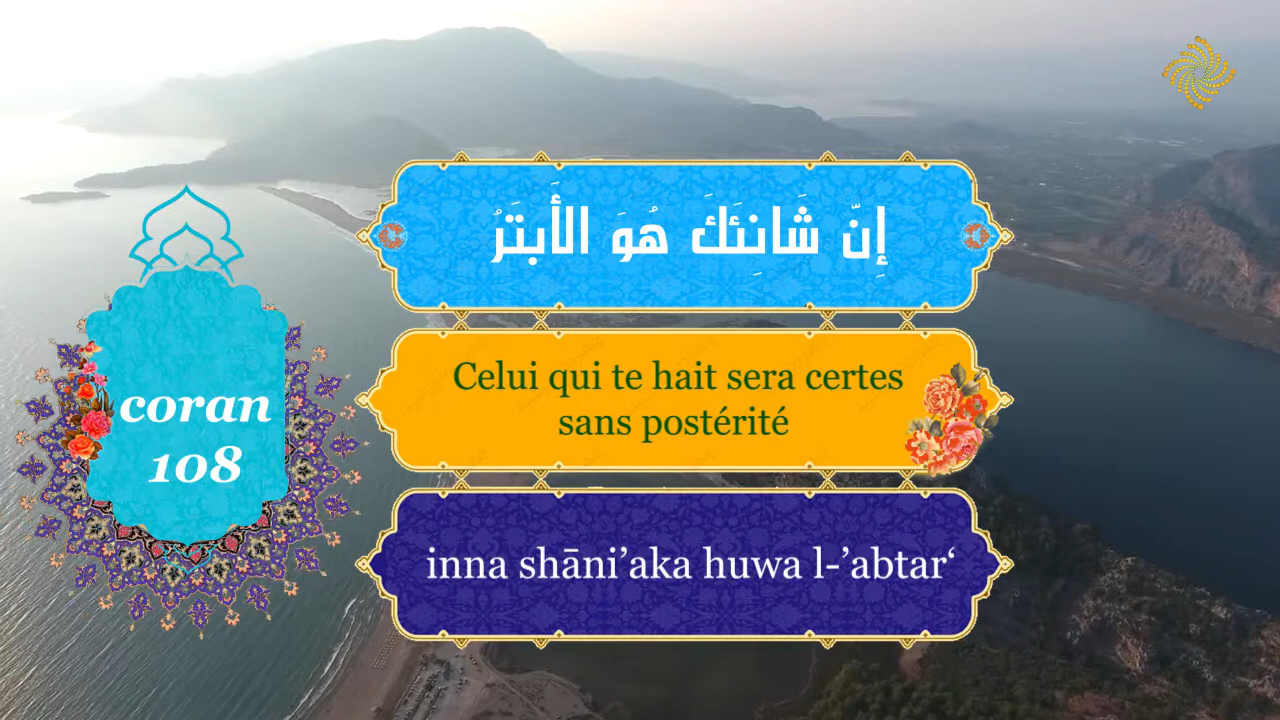 إِنّ شَانِئَكَ هُوَ الأَبتَرُ
Celui qui te hait sera certes
sans postérité
coran
108
inna shāni’aka huwa l-’abtar‘